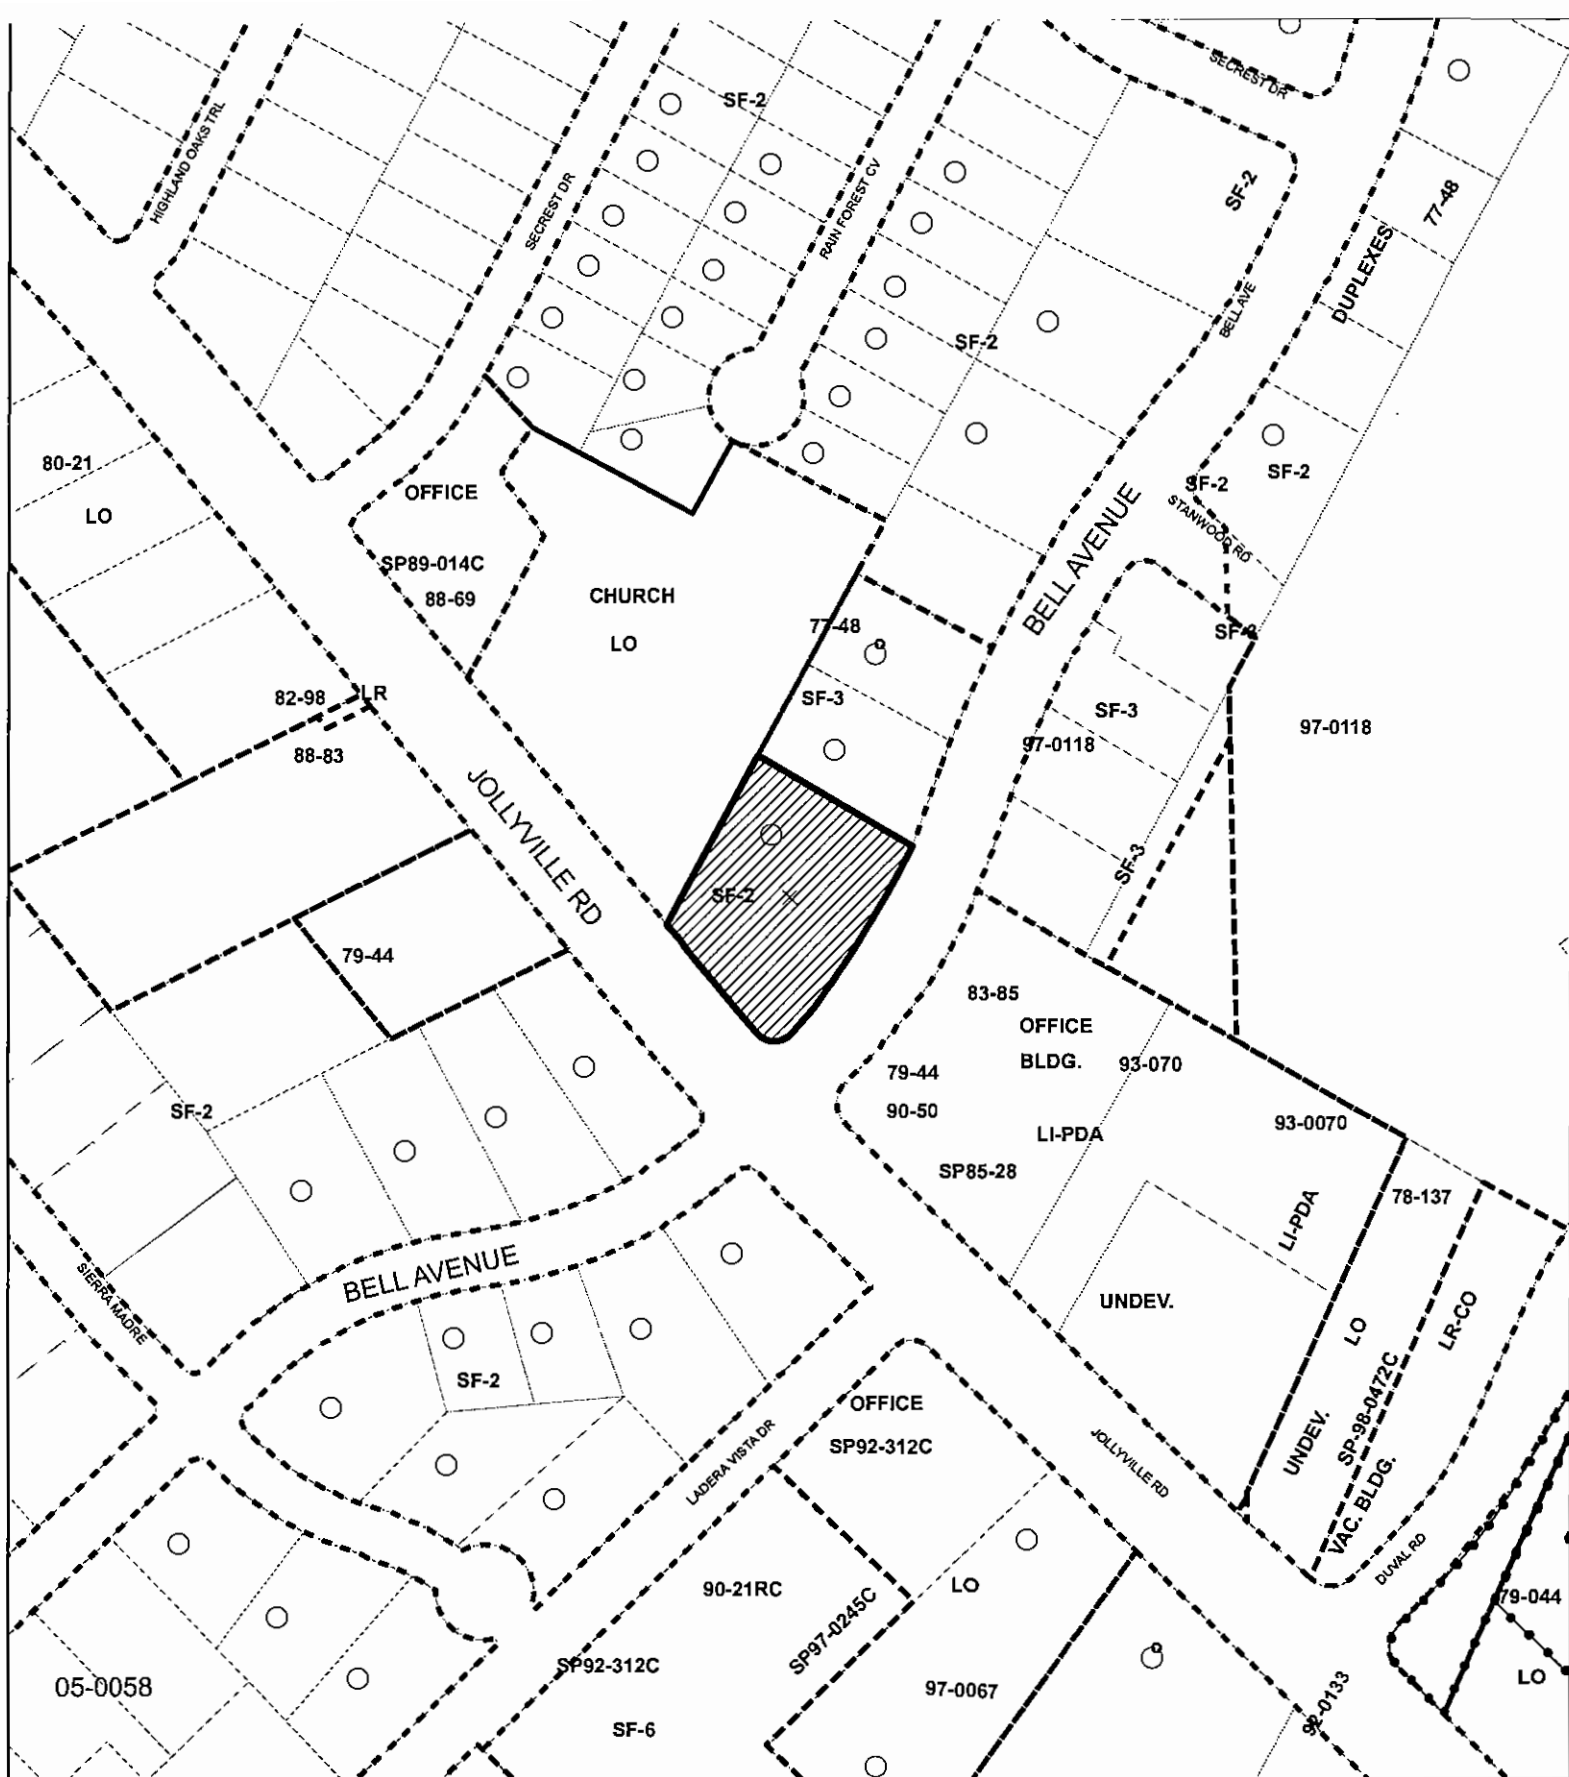 SECREST DR
HIGHLAND OAKS TRL
SF-2
SECREST DR
RAIN FOREST CV
SF-2
77-48
DUPLEXES
BELL AVE
SF-2
80-21
LO
OFFICE
SP89-014C
88-69
CHURCH
LO
BELL AVENUE
SF-2
SF-2
STANWOOD RD
77-48
SF-3
SF-3
97-0118
97-0118
82-98
LR
88-83
JOLLYVILLE RD
SF-2
SF-3
79-44
83-85
OFFICE
BLDG.
93-070
79-44
90-50
LI-PDA
SP85-28
93-0070
LI-PDA
78-137
SF-2
BELL AVENUE
SIERRA MADRE
UNDEV.
LO
LR-CO
SP-98-0472C
UNDEV.
VAC. BLDG.
SF-2
OFFICE
SP92-312C
LADERA VISTA DR
JOLLYVILLE RD
DUVAL RD
90-21RC
SP97-0245C
LO
79-044
LO
SP92-312C
05-0058
97-0067
92-0133
SF-6